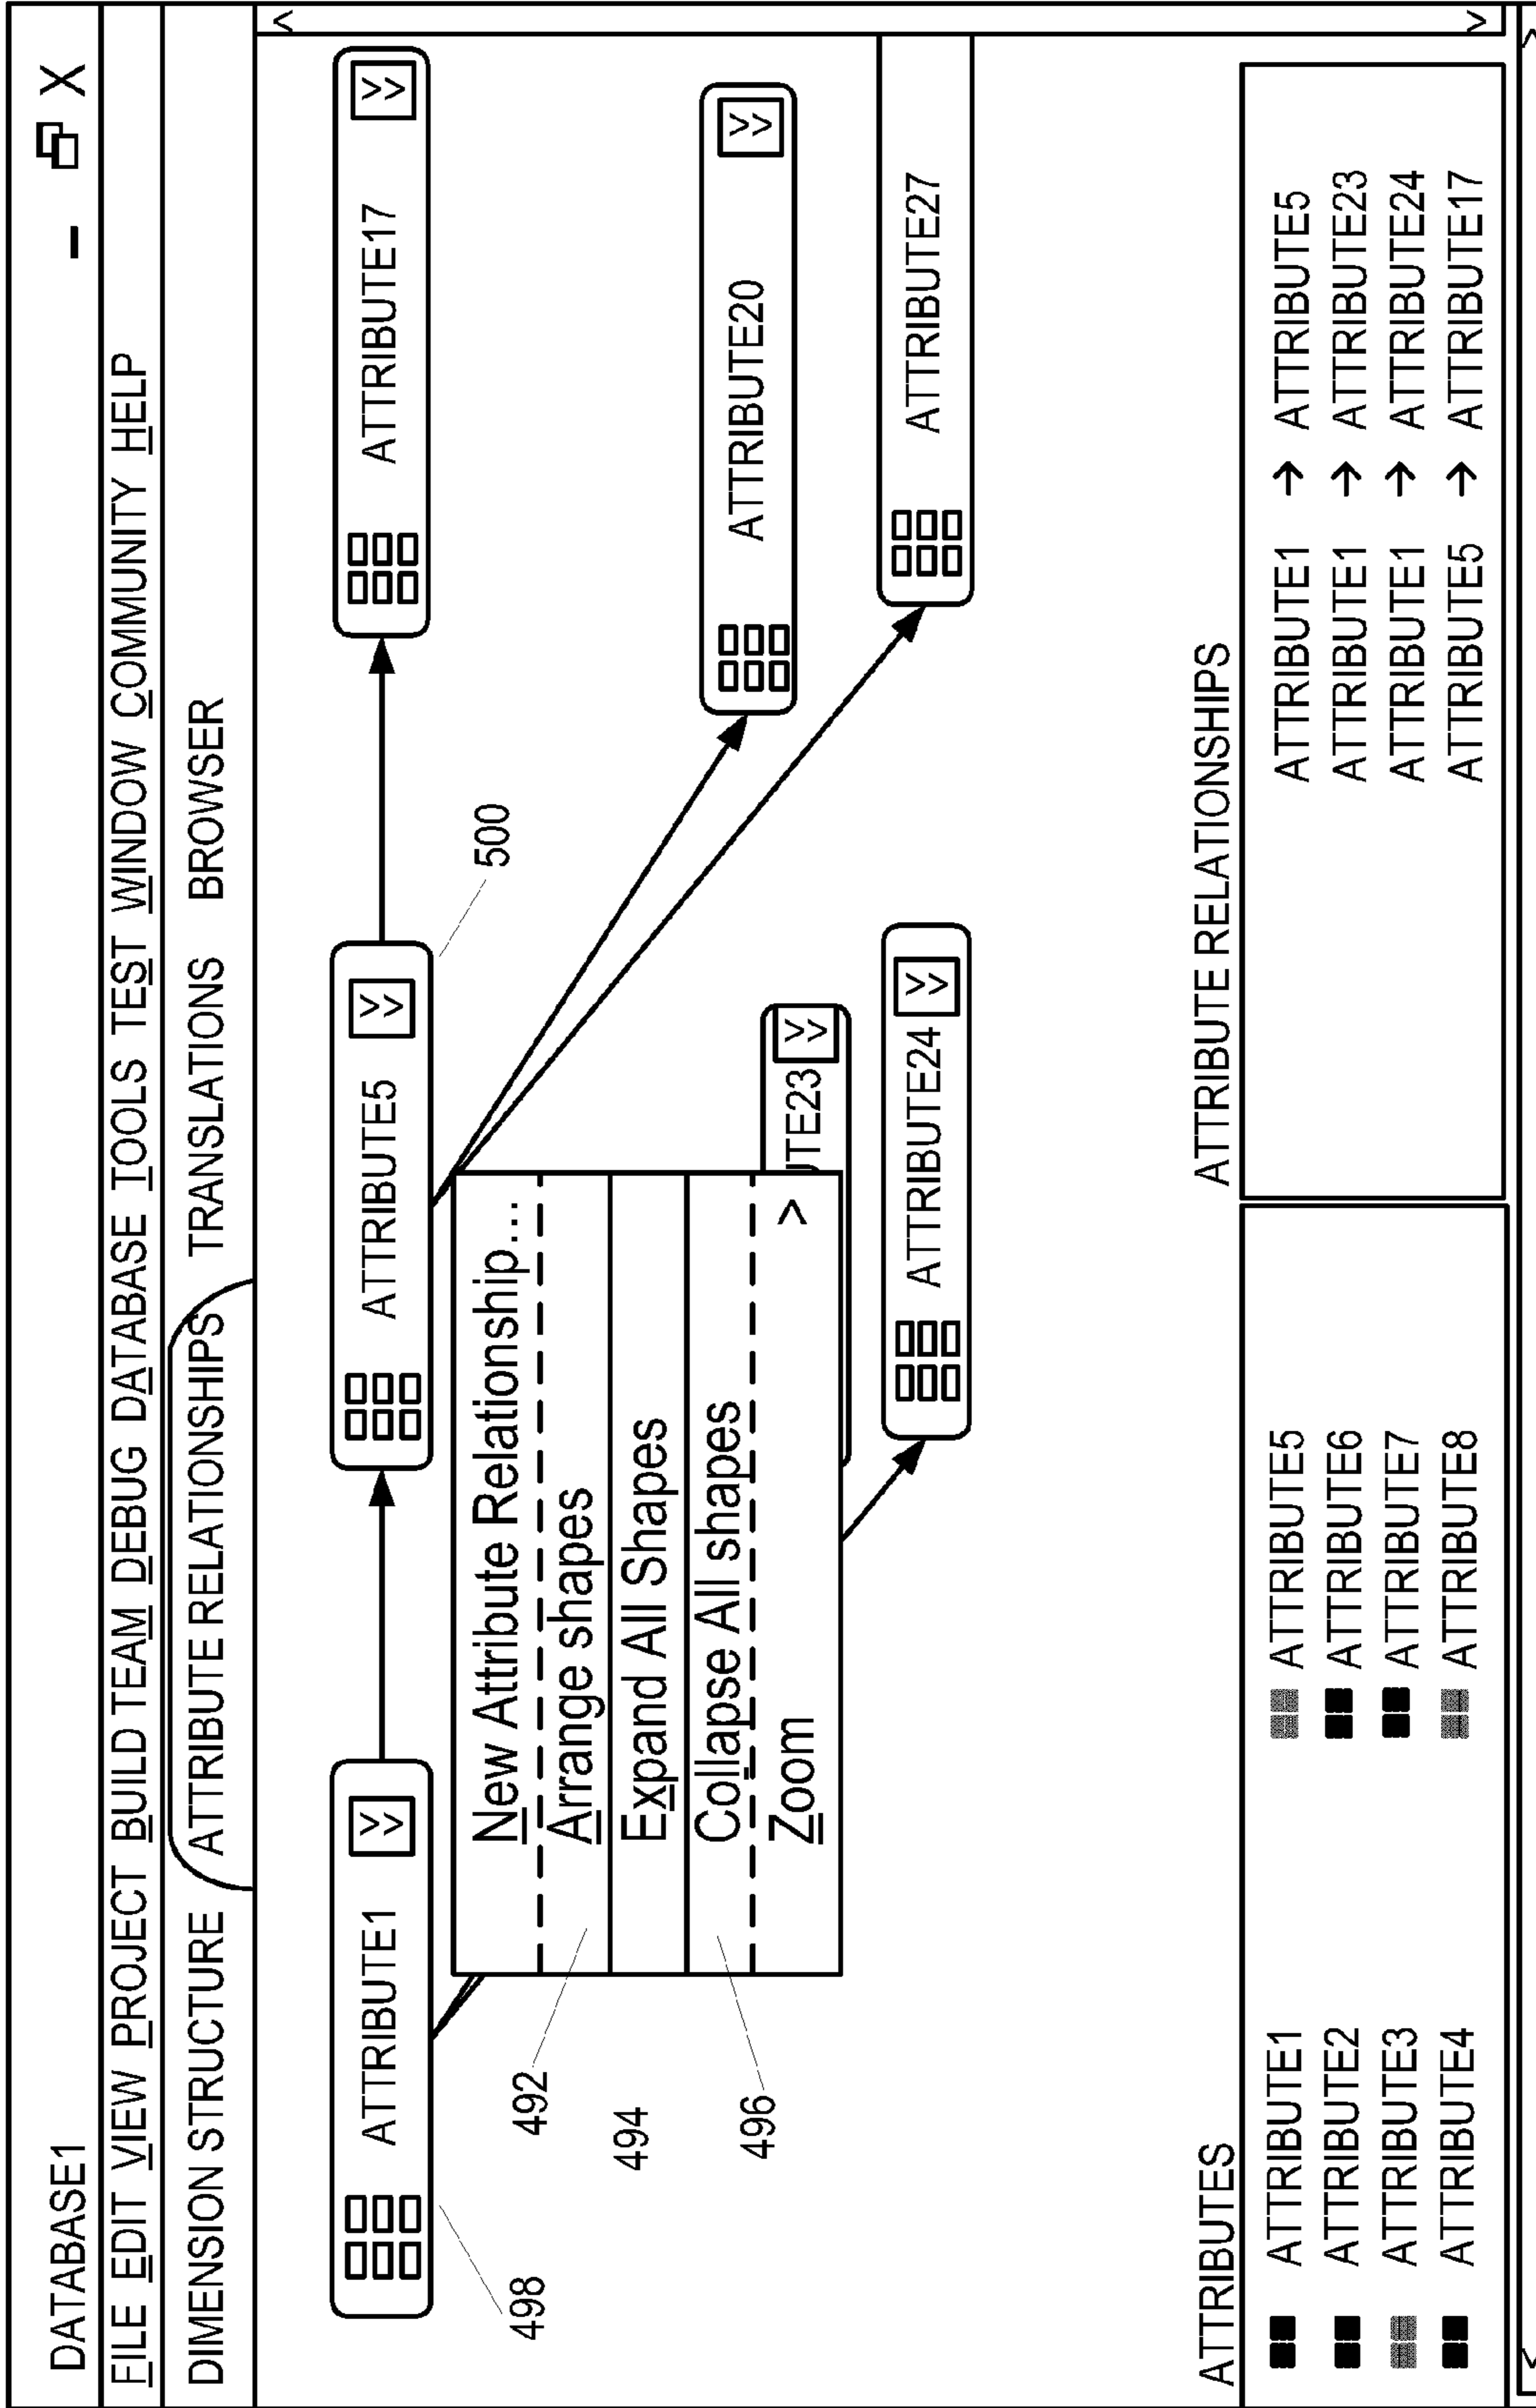 DATABASE1 – X
FILE EDIT VIEW PROJECT BUILD TEAM DEBUG DATABASE TOOLS TEST WINDOW COMMUNITY HELP
DIMENSION STRUCTURE ATTRIBUTE RELATIONSHIPS TRANSLATIONS BROWSER
ATTRIBUTE1
ATTRIBUTE5
ATTRIBUTE17
498
500
New Attribute Relationship...
492
Arrange shapes
494
Expand All Shapes
496
Collapse All shapes
Zoom >
UTE23
ATTRIBUTE20
ATTRIBUTE24
ATTRIBUTE27
ATTRIBUTES
ATTRIBUTE1 ATTRIBUTE5
ATTRIBUTE2 ATTRIBUTE6
ATTRIBUTE3 ATTRIBUTE7
ATTRIBUTE4 ATTRIBUTE8
ATTRIBUTE RELATIONSHIPS
ATTRIBUTE1 → ATTRIBUTE5
ATTRIBUTE1 → ATTRIBUTE23
ATTRIBUTE1 → ATTRIBUTE24
ATTRIBUTE5 → ATTRIBUTE17